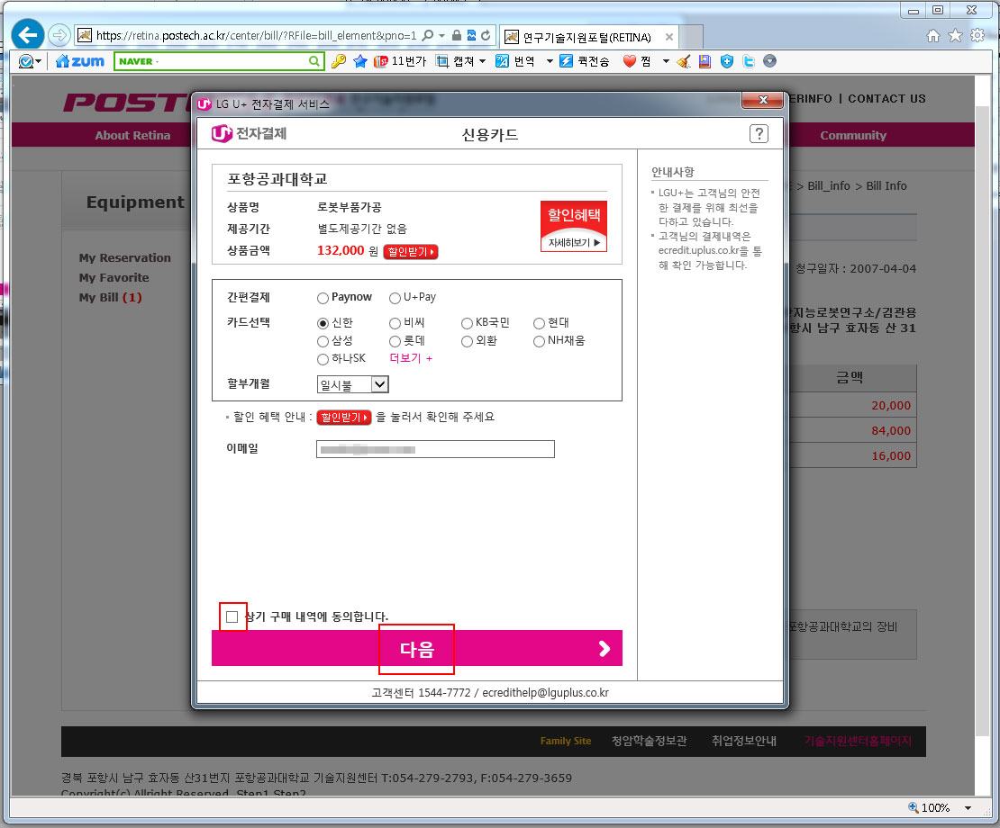 https://retina.postech.ac.kr/center/bill/?RFile=bill_element&pno=1
연구기술지원포털(RETINA)
zum
NAVER
11번가
캡쳐
번역
퀵전송
찜
ERINFO | CONTACT US
About Retina
Community
LG U+ 전자결제 서비스
U+ 전자결제
신용카드
?
Equipment
> Bill_info > Bill Info
My Reservation
My Favorite
My Bill (1)
청구일자 : 2007-04-04
지능로봇연구소/김관용
항시 남구 효자동 산 31
금액
20,000
84,000
16,000
포항공과대학교
상품명 로봇부품가공
제공기간 별도제공기간 없음
상품금액 132,000 원 할인받기
할인혜택
자세히보기 ▶
간편결제 Paynow U+Pay
카드선택 신한 비씨 KB국민 현대
삼성 롯데 외환 NH채움
하나SK 더보기 +
할부개월 일시불
• 할인 혜택 안내 : 할인받기 을 눌러서 확인해 주세요
이메일
상기 구매 내역에 동의합니다.
다음
안내사항
• LGU+는 고객님의 안전
한 결제를 위해 최선을
다하고 있습니다.
• 고객님의 결제내역은
ecredit.uplus.co.kr을 통
해 확인 가능합니다.
고객센터 1544-7772 / ecredithelp@lguplus.co.kr
포항공과대학교의 장비
Family Site 청암학술정보관 취업정보안내 기술지원센터홈페이지
경북 포항시 남구 효자동 산31번지 포항공과대학교 기술지원센터 T:054-279-2793, F:054-279-3659
Copyright(c) Allright Reserved. Step1 Step2
100%